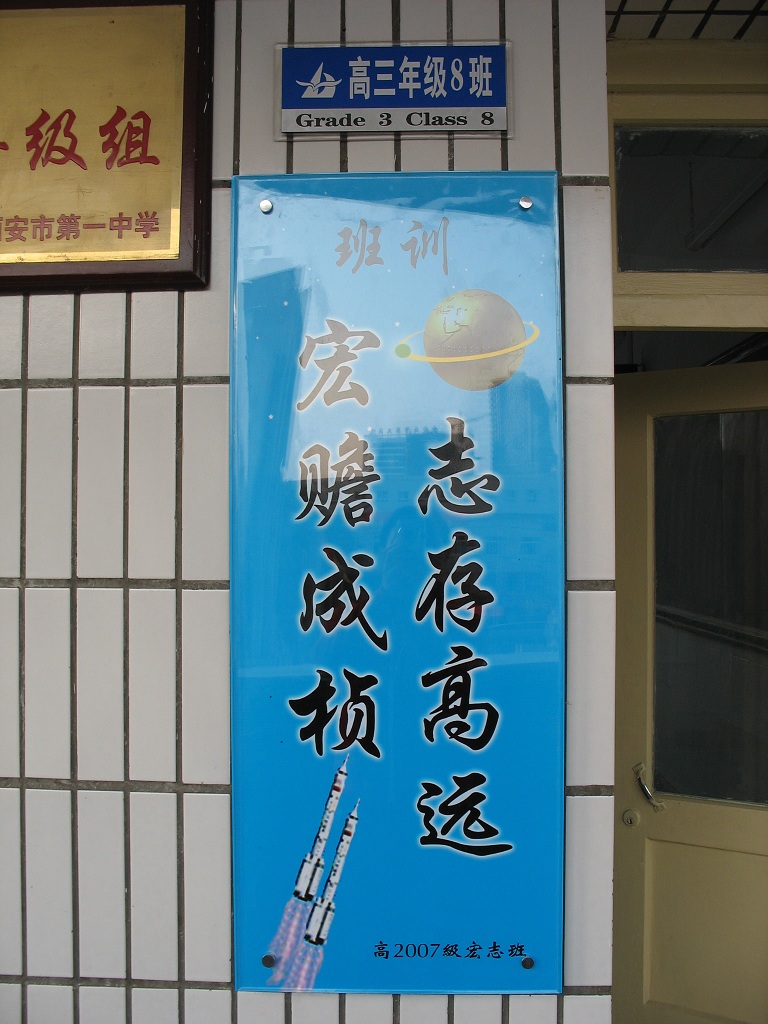 级组
安市第一中学
高三年级8班
Grade 3 Class 8
班训
志存高远
宏赡成桢
高2007级宏志班